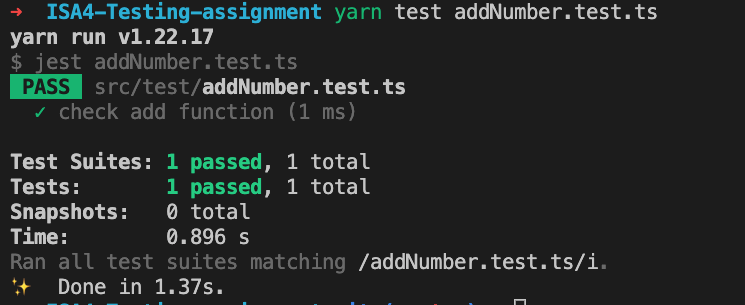 → ISA4-Testing-assignment yarn test addNumber.test.ts
yarn run v1.22.17
$ jest addNumber.test.ts
PASS src/test/addNumber.test.ts
✓ check add function (1 ms)
Test Suites: 1 passed, 1 total
Tests: 1 passed, 1 total
Snapshots: 0 total
Time: 0.896 s
Ran all test suites matching /addNumber.test.ts/i.
✨ Done in 1.37s.